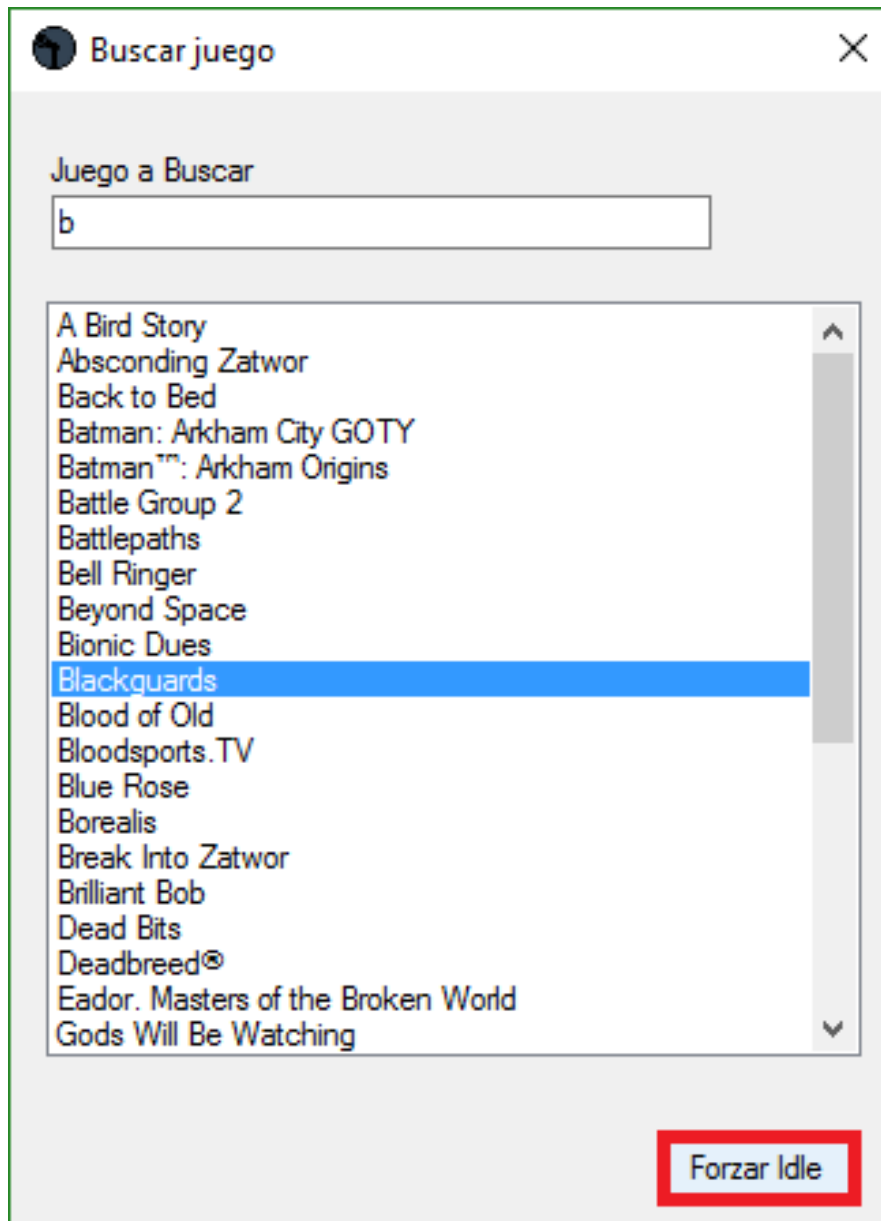 Buscar juego
Juego a Buscar
b
A Bird Story
Absconding Zatwor
Back to Bed
Batman: Arkham City GOTY
Batman™: Arkham Origins
Battle Group 2
Battlepaths
Bell Ringer
Beyond Space
Bionic Dues
Blackguards
Blood of Old
Bloodsports.TV
Blue Rose
Borealis
Break Into Zatwor
Brilliant Bob
Dead Bits
Deadbreed®
Eador. Masters of the Broken World
Gods Will Be Watching
Forzar Idle